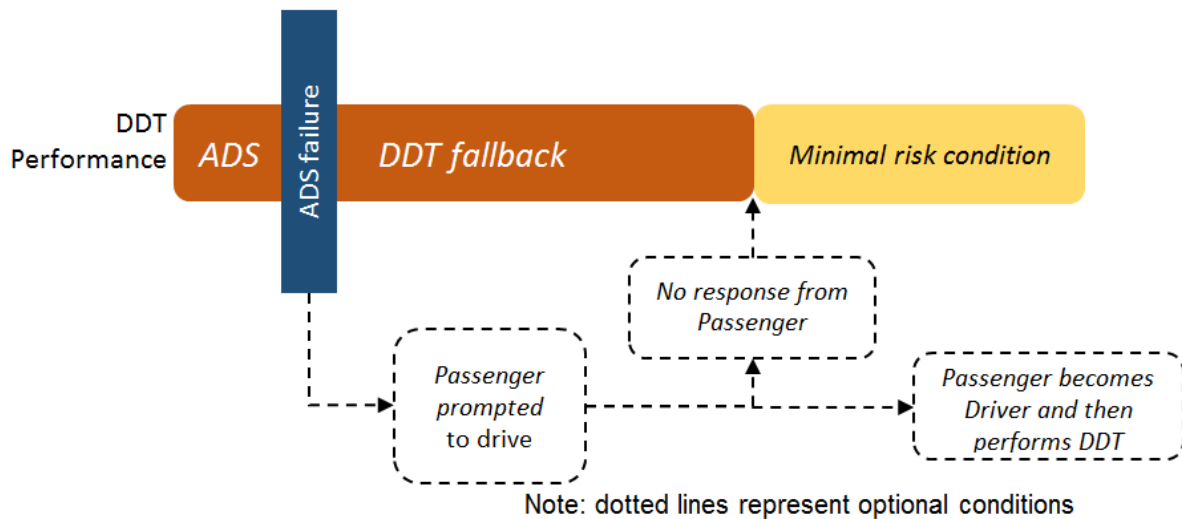 DDT
Performance
ADS
ADS failure
DDT fallback
Minimal risk condition
No response from
Passenger
Passenger
prompted
to drive
Passenger becomes
Driver and then
performs DDT
Note: dotted lines represent optional conditions